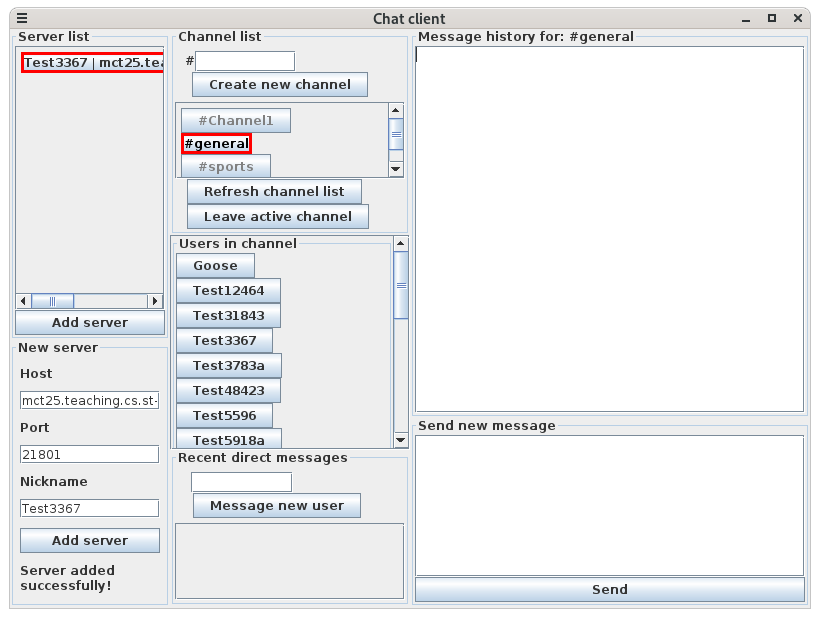 Chat client
Server list
Test3367 | mct25.tea
Add server
New server
Host
mct25.teaching.cs.st-
Port
21801
Nickname
Test3367
Add server
Server added
successfully!
Channel list
#
Create new channel
#Channel1
#general
#sports
Refresh channel list
Leave active channel
Users in channel
Goose
Test12464
Test31843
Test3367
Test3783a
Test48423
Test5596
Test5918a
Recent direct messages
Message new user
Message history for: #general
Send new message
Send